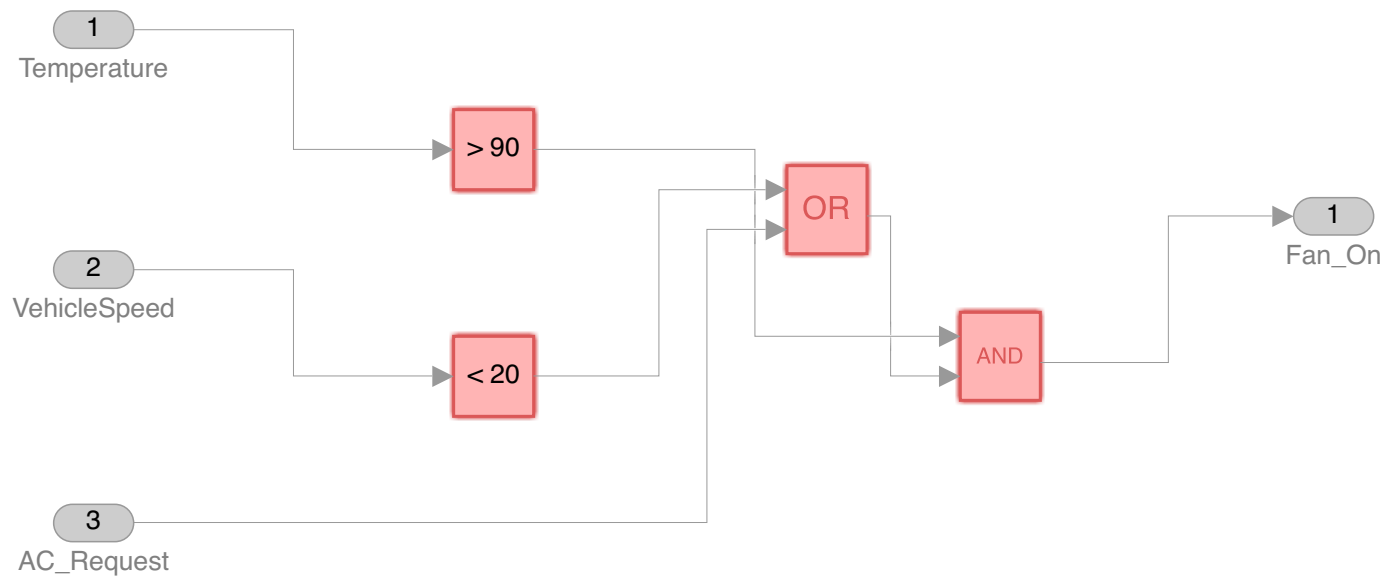 1
Temperature
> 90
OR
1
Fan_On
2
VehicleSpeed
< 20
AND
3
AC_Request